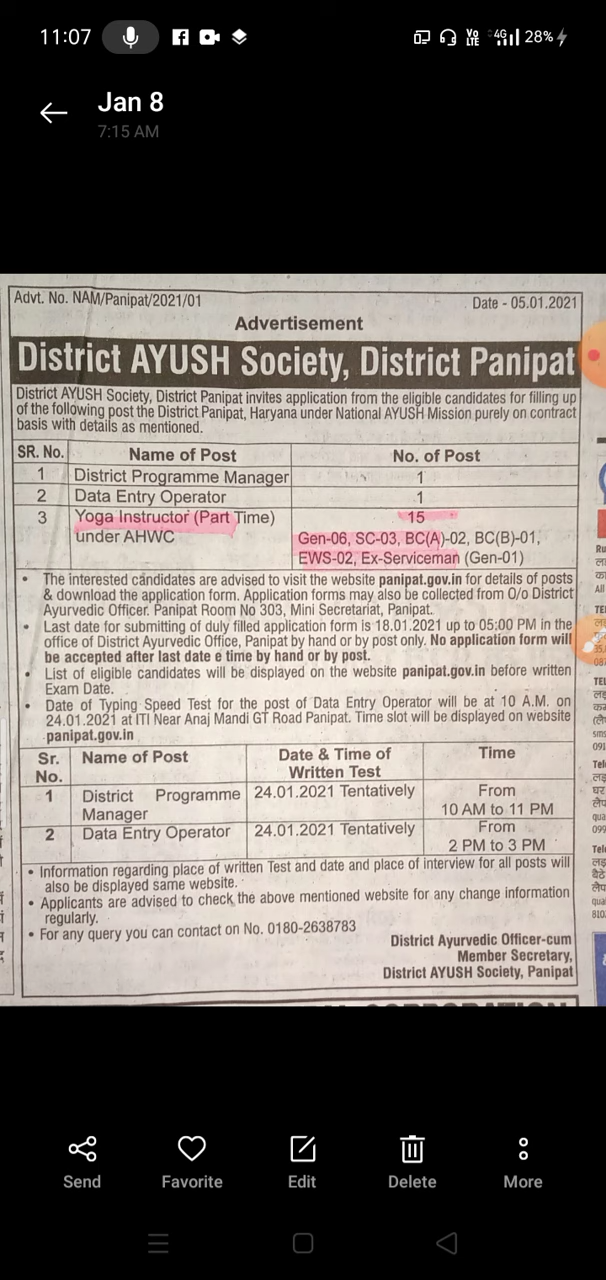 11:07
Vo LTE 4G 28%
Jan 8
7:15 AM
Advt. No. NAM/Panipat/2021/01 Date - 05.01.2021
Advertisement
District AYUSH Society, District Panipat
District AYUSH Society, District Panipat invites application from the eligible candidates for filling up
of the following post the District Panipat, Haryana under National AYUSH Mission purely on contract
basis with details as mentioned.
SR. No. Name of Post No. of Post
1 District Programme Manager 1
2 Data Entry Operator 1
3 Yoga Instructor (Part Time) 15
under AHWC Gen-06, SC-03, BC(A)-02, BC(B)-01,
EWS-02, Ex-Serviceman (Gen-01)
• The interested candidates are advised to visit the website panipat.gov.in for details of posts
& download the application form. Application forms may also be collected from O/o District
Ayurvedic Officer. Panipat Room No 303, Mini Secretariat, Panipat.
• Last date for submitting of duly filled application form is 18.01.2021 up to 05:00 PM in the
office of District Ayurvedic Office, Panipat by hand or by post only. No application form will
be accepted after last date e time by hand or by post.
• List of eligible candidates will be displayed on the website panipat.gov.in before written
Exam Date.
• Date of Typing Speed Test for the post of Data Entry Operator will be at 10 A.M. on
24.01.2021 at ITI Near Anaj Mandi GT Road Panipat. Time slot will be displayed on website
panipat.gov.in
Sr. No. Name of Post Date & Time of Written Test Time
1 District Programme Manager 24.01.2021 Tentatively From 10 AM to 11 PM
2 Data Entry Operator 24.01.2021 Tentatively From 2 PM to 3 PM
• Information regarding place of written Test and date and place of interview for all posts will
also be displayed same website.
• Applicants are advised to check the above mentioned website for any change information
regularly.
• For any query you can contact on No. 0180-2638783
District Ayurvedic Officer-cum
Member Secretary,
District AYUSH Society, Panipat
Send Favorite Edit Delete More